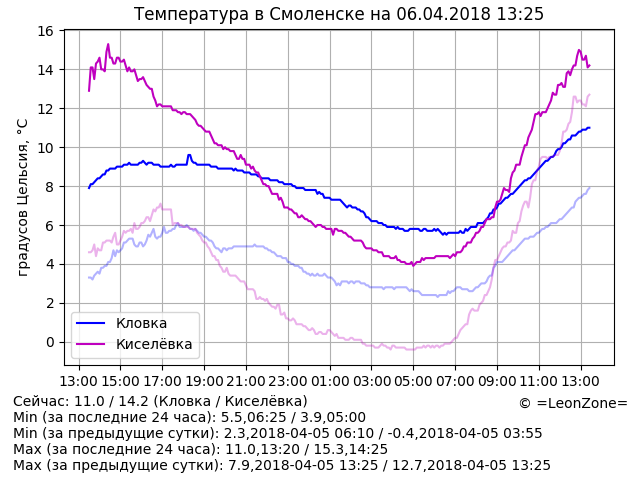 Температура в Смоленске на 06.04.2018 13:25
градусов Цельсия, °C
16
14
12
10
8
6
4
2
0
Кловка
Киселёвка
13:00 15:00 17:00 19:00 21:00 23:00 01:00 03:00 05:00 07:00 09:00 11:00 13:00
Сейчас: 11.0 / 14.2 (Кловка / Киселёвка)
© =LeonZone=
Min (за последние 24 часа): 5.5,06:25 / 3.9,05:00
Min (за предыдущие сутки): 2.3,2018-04-05 06:10 / -0.4,2018-04-05 03:55
Max (за последние 24 часа): 11.0,13:20 / 15.3,14:25
Max (за предыдущие сутки): 7.9,2018-04-05 13:25 / 12.7,2018-04-05 13:25